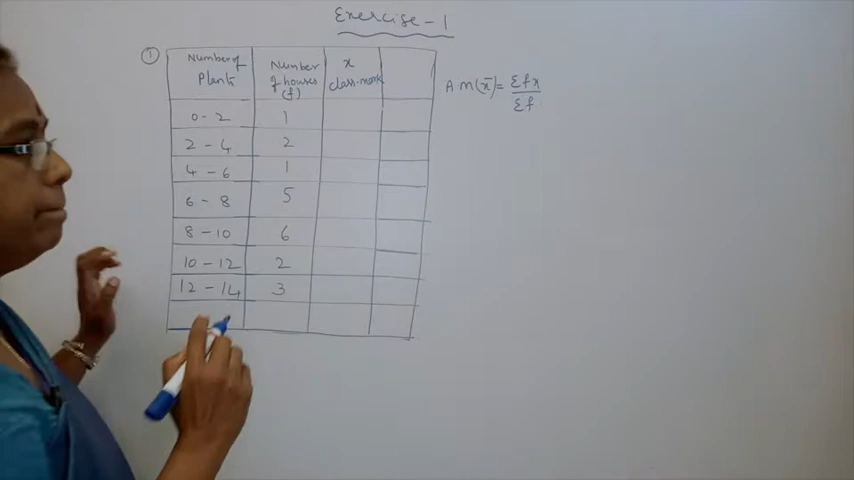 Exercise-1
① Number of Plants Number of houses (f) x class-mark
A m(x̄)= Σfx / Σf
0-2 1
2-4 2
4-6 1
6-8 5
8-10 6
10-12 2
12-14 3